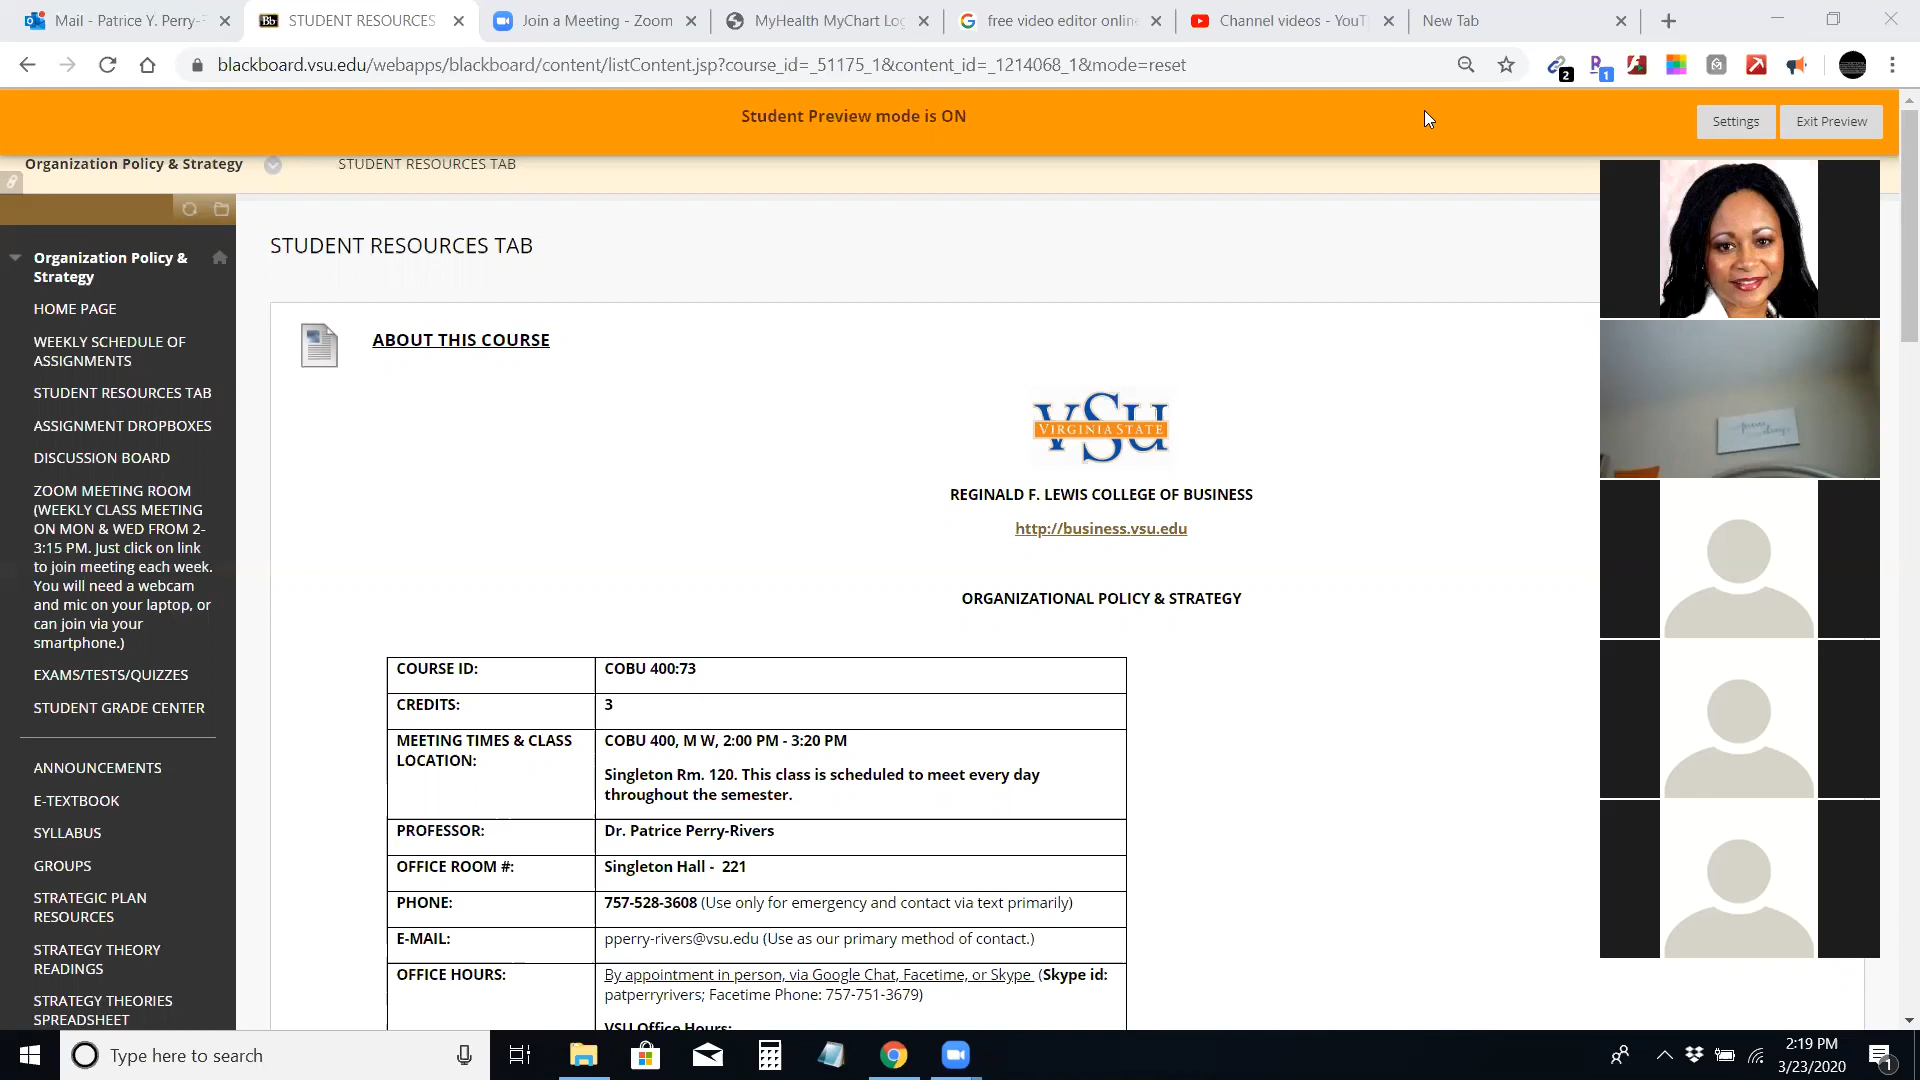 Mail - Patrice Y. Perry-
STUDENT RESOURCES
Join a Meeting - Zoom
MyHealth MyChart Log
free video editor online
Channel videos - YouT
New Tab
blackboard.vsu.edu/webapps/blackboard/content/listContent.jsp?course_id=_51175_1&content_id=_1214068_1&mode=reset
2
1
Student Preview mode is ON
Settings
Exit Preview
Organization Policy & Strategy
STUDENT RESOURCES TAB
Organization Policy &
Strategy
HOME PAGE
WEEKLY SCHEDULE OF
ASSIGNMENTS
STUDENT RESOURCES TAB
ASSIGNMENT DROPBOXES
DISCUSSION BOARD
ZOOM MEETING ROOM
(WEEKLY CLASS MEETING
ON MON & WED FROM 2-
3:15 PM. Just click on link
to join meeting each week.
You will need a webcam
and mic on your laptop, or
can join via your
smartphone.)
EXAMS/TESTS/QUIZZES
STUDENT GRADE CENTER
ANNOUNCEMENTS
E-TEXTBOOK
SYLLABUS
GROUPS
STRATEGIC PLAN
RESOURCES
STRATEGY THEORY
READINGS
STRATEGY THEORIES
SPREADSHEET
STUDENT RESOURCES TAB
ABOUT THIS COURSE
VSU
VIRGINIA STATE
REGINALD F. LEWIS COLLEGE OF BUSINESS
http://business.vsu.edu
ORGANIZATIONAL POLICY & STRATEGY
COURSE ID: COBU 400:73
CREDITS: 3
MEETING TIMES & CLASS LOCATION: COBU 400, M W, 2:00 PM - 3:20 PM
Singleton Rm. 120. This class is scheduled to meet every day
throughout the semester.
PROFESSOR: Dr. Patrice Perry-Rivers
OFFICE ROOM #: Singleton Hall - 221
PHONE: 757-528-3608 (Use only for emergency and contact via text primarily)
E-MAIL: pperry-rivers@vsu.edu (Use as our primary method of contact.)
OFFICE HOURS: By appointment in person, via Google Chat, Facetime, or Skype (Skype id:
patperryrivers; Facetime Phone: 757-751-3679)
VSU Office Hours:
Type here to search
2:19 PM
3/23/2020
1